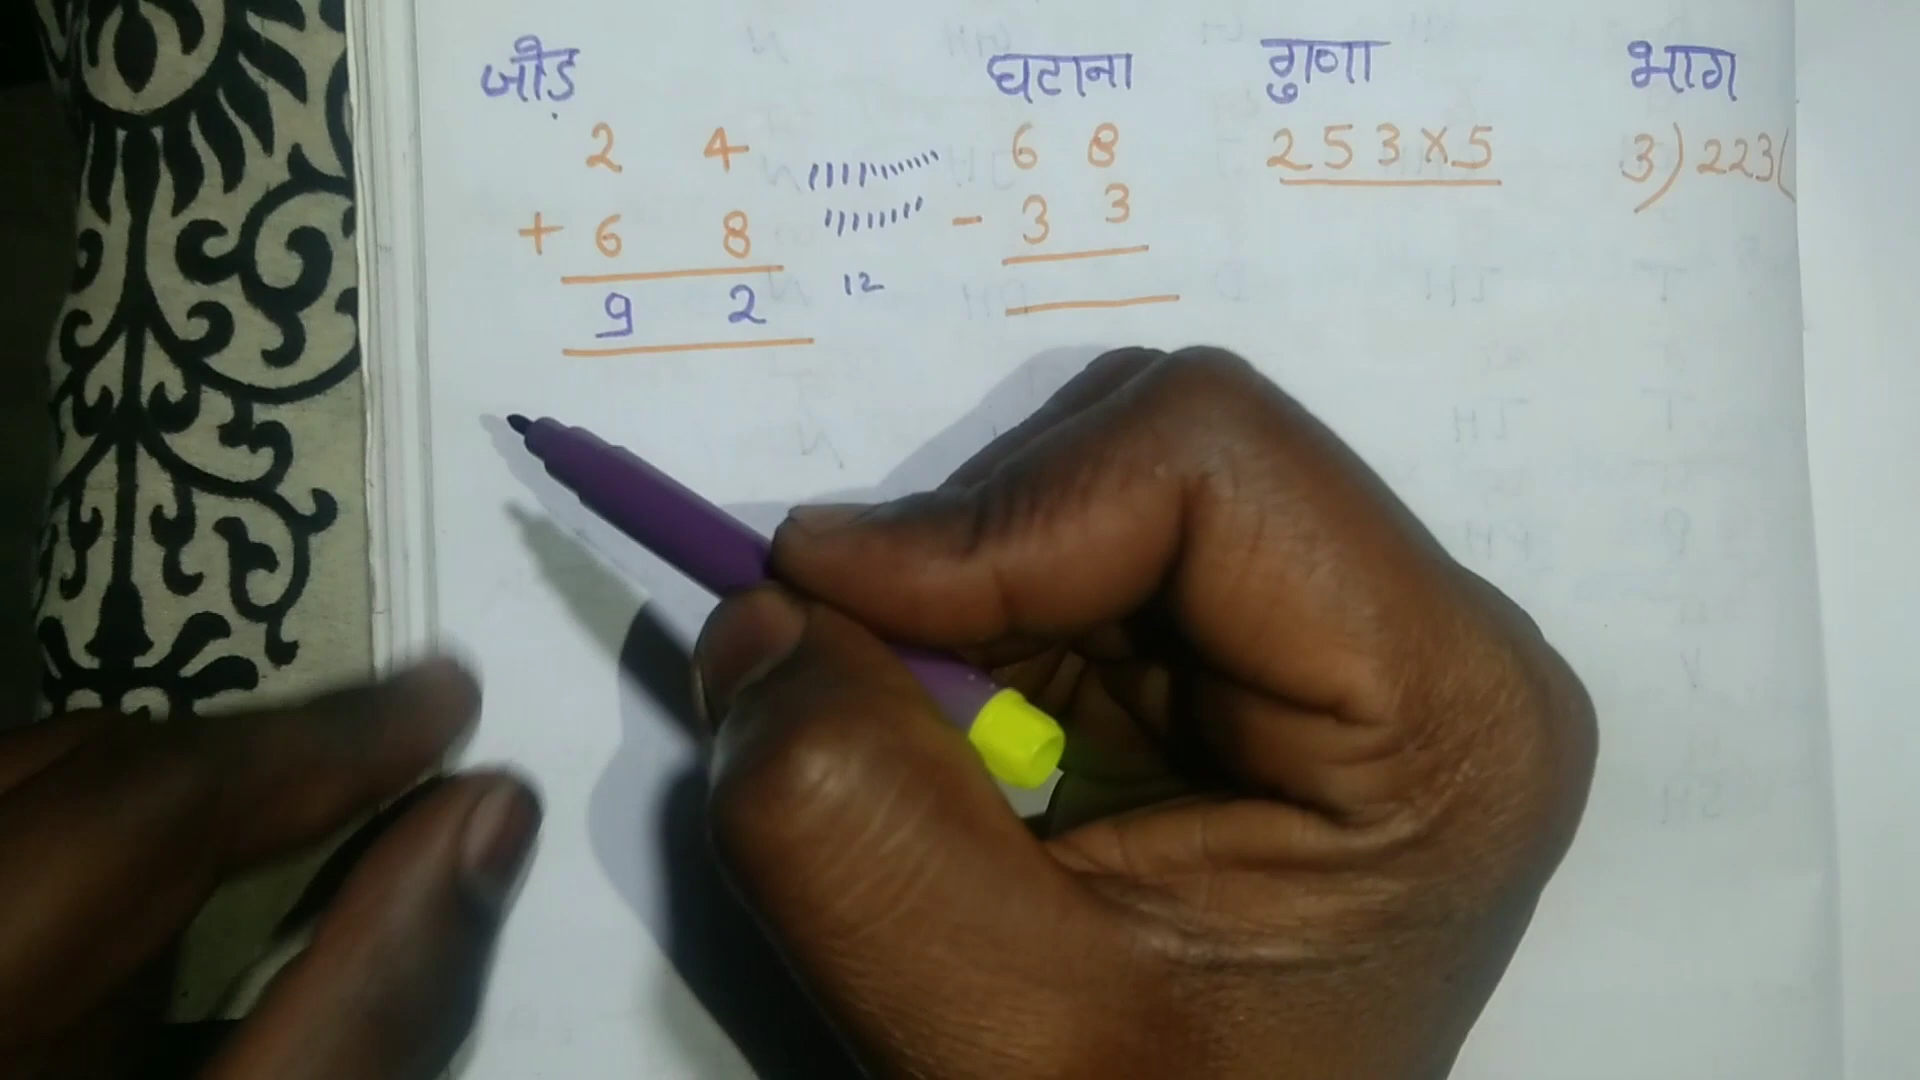 जोड़ घटाना गुणा भाग
2 4 6 8 253×5 3)223(
+ 6 8 - 3 3
9 2 12